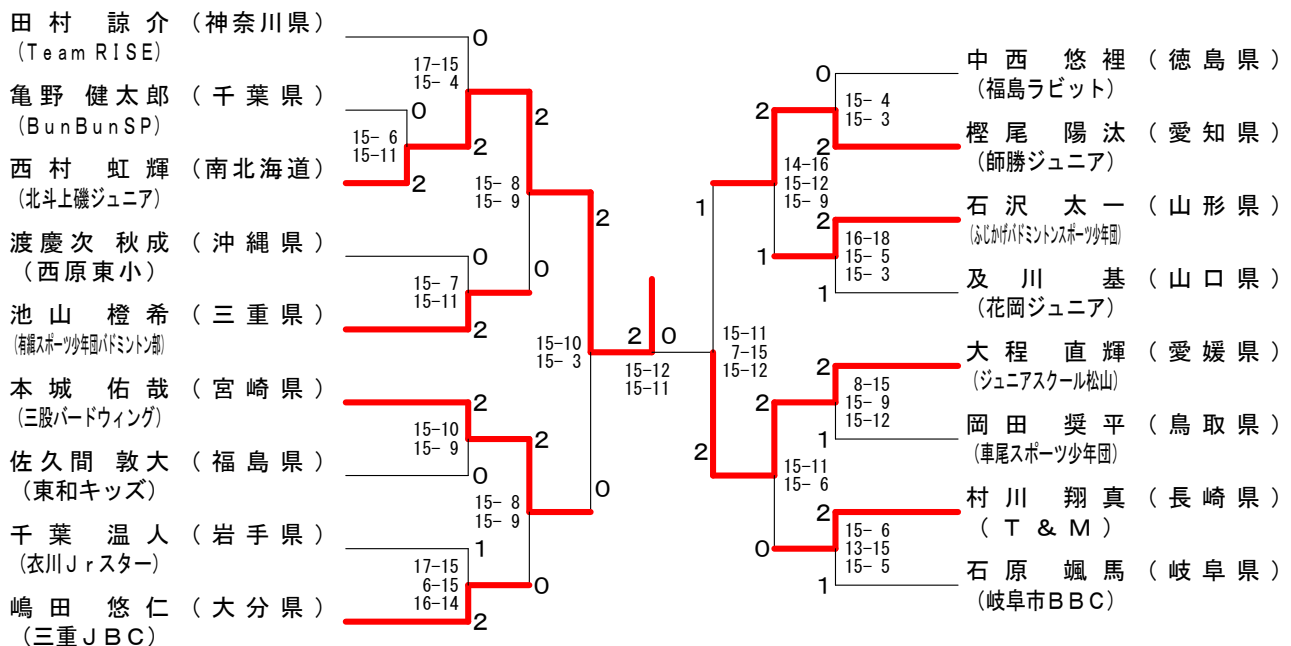 田村 諒介 (神奈川県)
(Team RISE)
亀野 健太郎 (千葉県)
(BunBunSP)
西村 虹輝 (南北海道)
(北斗上磯ジュニア)
渡慶次 秋成 (沖縄県)
(西原東小)
池山 橙希 (三重県)
(有緝スポーツ少年団バドミントン部)
本城 佑哉 (宮崎県)
(三股バードウィング)
佐久間 敦大 (福島県)
(東和キッズ)
千葉 温人 (岩手県)
(衣川Jrスター)
嶋田 悠仁 (大分県)
(三重JBC)
0
17-15
15- 4
2
0
15- 6
15-11
2
2
15- 8
15- 9
0
0
15- 7
15-11
2
2
15-10
15- 3
0
2
15-10
15- 9
0
2
15- 8
15- 9
0
1
17-15
6-15
16-14
2
2 0
15-12
15-11
1
15-11
7-15
15-12
2
2
14-16
15-12
15- 9
1
0
15- 4
15- 3
2
2
16-18
15- 5
15- 3
1
2
15-11
15- 6
0
2
8-15
15- 9
15-12
1
2
15- 6
13-15
15- 5
1
中西 悠裡 (徳島県)
(福島ラビット)
樫尾 陽汰 (愛知県)
(師勝ジュニア)
石沢 太一 (山形県)
(ふじかげバドミントンスポーツ少年団)
及川 基 (山口県)
(花岡ジュニア)
大程 直輝 (愛媛県)
(ジュニアスクール松山)
岡田 奨平 (鳥取県)
(車尾スポーツ少年団)
村川 翔真 (長崎県)
(T&M)
石原 颯馬 (岐阜県)
(岐阜市BBC)